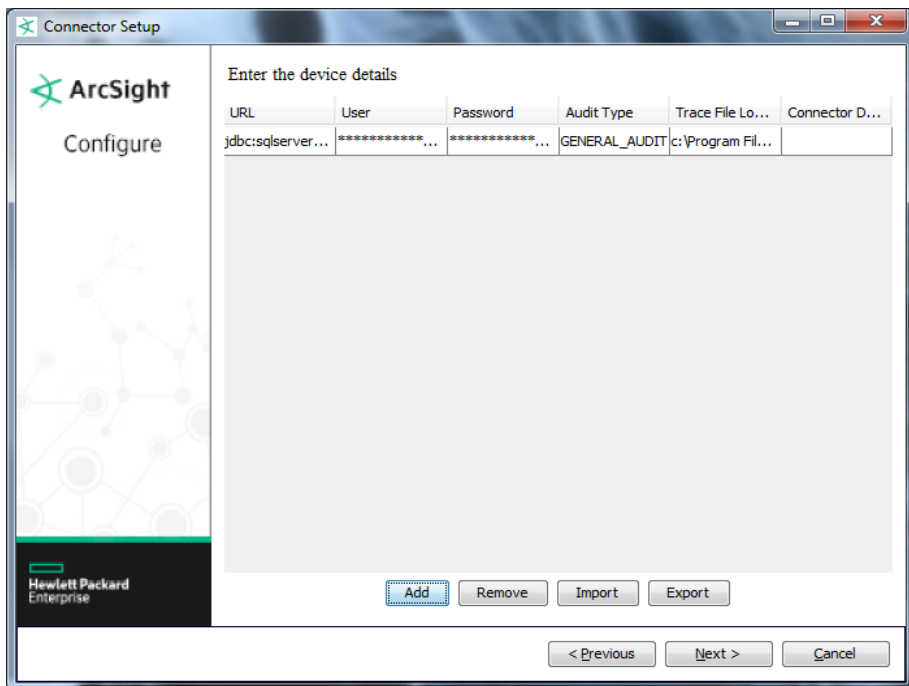 Connector Setup
ArcSight
Configure
Enter the device details
URL User Password Audit Type Trace File Lo... Connector D...
jdbc:sqlserver... ***********... ***********... GENERAL_AUDIT c:\Program Fil...
Hewlett Packard
Enterprise
Add Remove Import Export
< Previous Next > Cancel